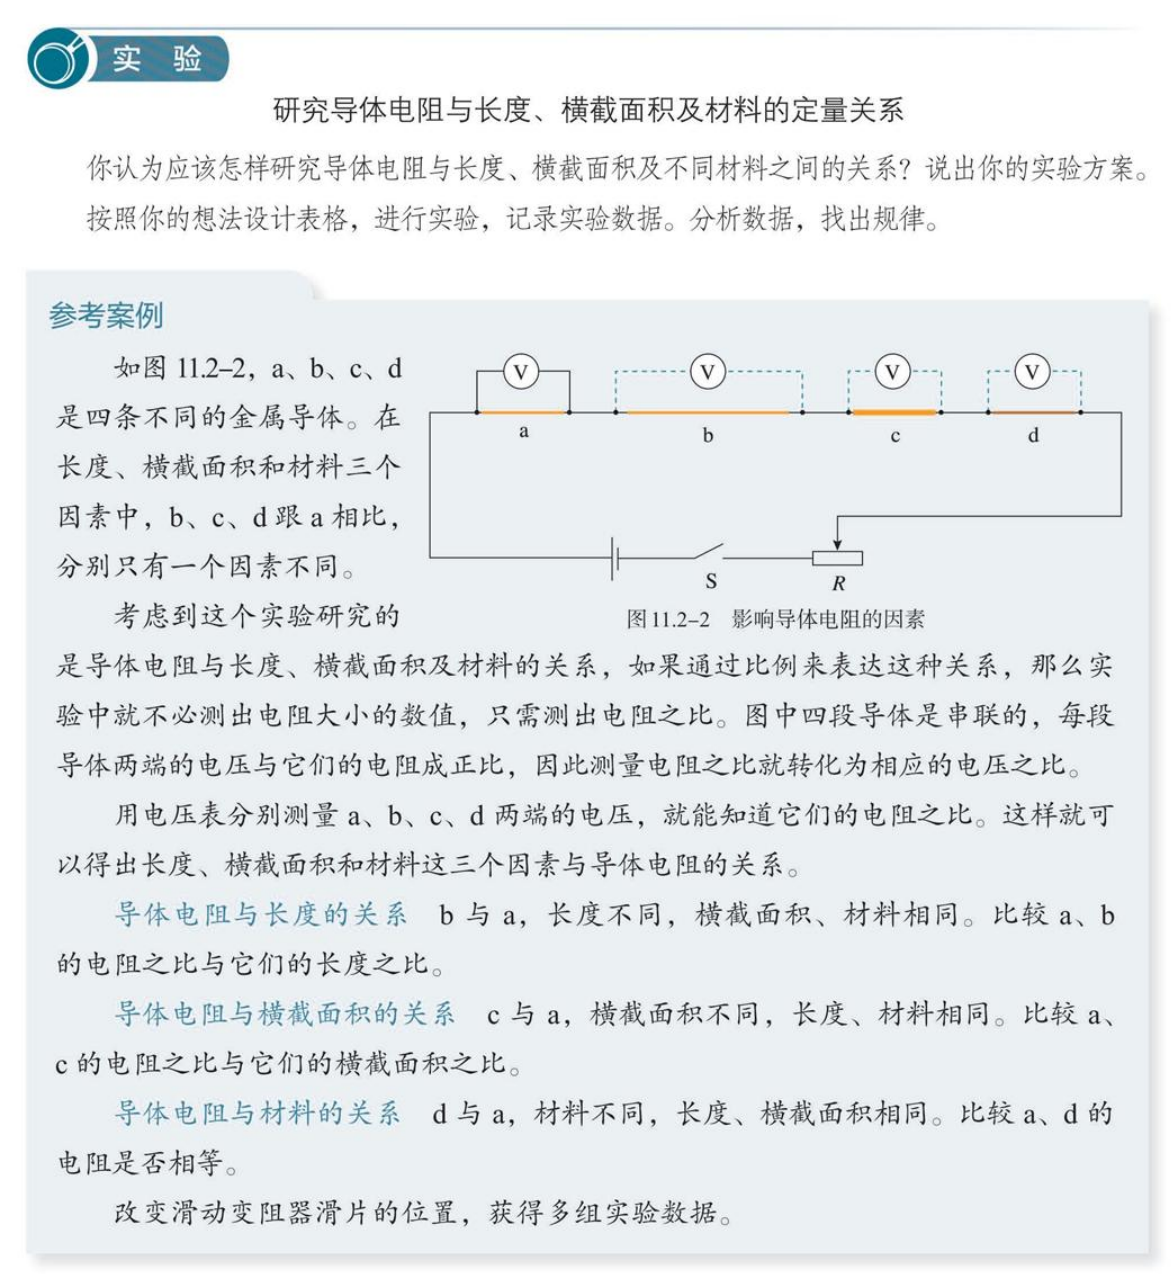 实 验
研究导体电阻与长度、横截面积及材料的定量关系
你认为应该怎样研究导体电阻与长度、横截面积及不同材料之间的关系？说出你的实验方案。
按照你的想法设计表格，进行实验，记录实验数据。分析数据，找出规律。
参考案例
如图 11.2–2，a、b、c、d
是四条不同的金属导体。在
长度、横截面积和材料三个
因素中，b、c、d 跟 a 相比，
分别只有一个因素不同。
V V V V
a b c d
S R
图 11.2–2 影响导体电阻的因素
考虑到这个实验研究的
是导体电阻与长度、横截面积及材料的关系，如果通过比例来表达这种关系，那么实
验中就不必测出电阻大小的数值，只需测出电阻之比。图中四段导体是串联的，每段
导体两端的电压与它们的电阻成正比，因此测量电阻之比就转化为相应的电压之比。
用电压表分别测量 a、b、c、d 两端的电压，就能知道它们的电阻之比。这样就可
以得出长度、横截面积和材料这三个因素与导体电阻的关系。
导体电阻与长度的关系 b 与 a，长度不同，横截面积、材料相同。比较 a、b
的电阻之比与它们的长度之比。
导体电阻与横截面积的关系 c 与 a，横截面积不同，长度、材料相同。比较 a、
c 的电阻之比与它们的横截面积之比。
导体电阻与材料的关系 d 与 a，材料不同，长度、横截面积相同。比较 a、d 的
电阻是否相等。
改变滑动变阻器滑片的位置，获得多组实验数据。